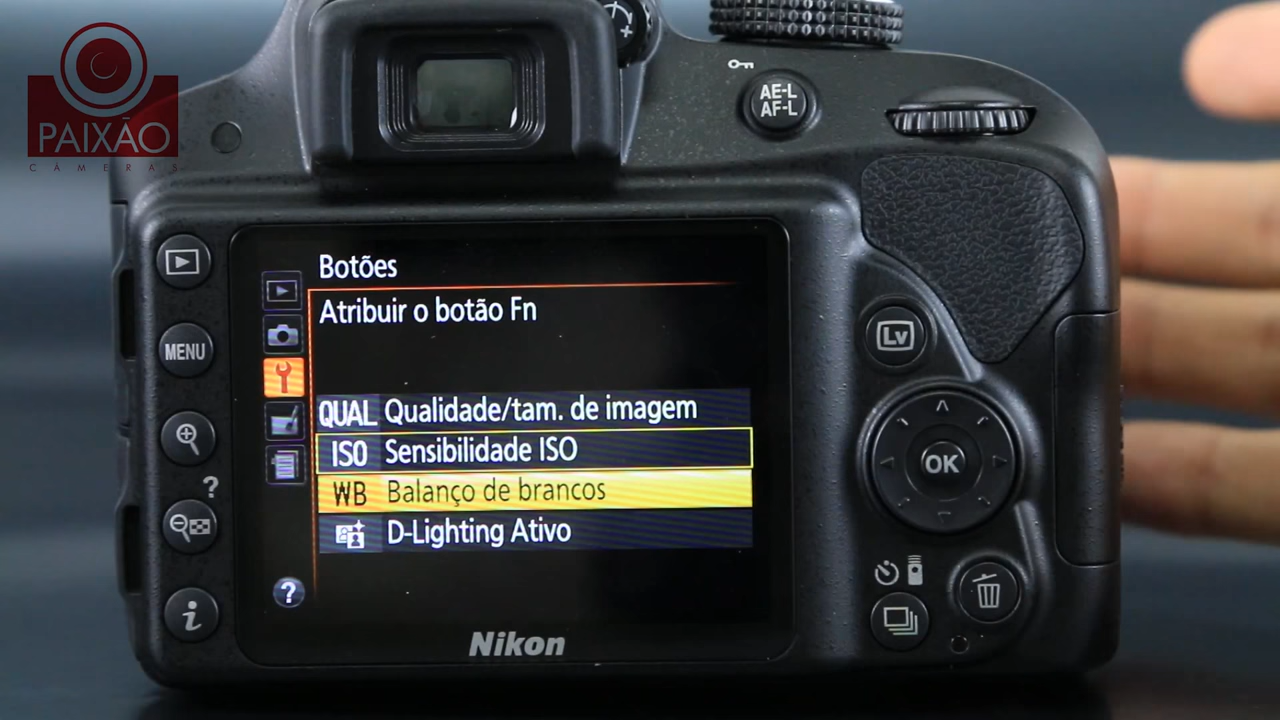 PAIXÃO
CÂMERAS
AE-L
AF-L
MENU
?
i
Botões
Atribuir o botão Fn
QUAL Qualidade/tam. de imagem
ISO Sensibilidade ISO
WB Balanço de brancos
D-Lighting Ativo
?
Nikon
Lv
OK